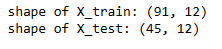 shape of X_train: (91, 12)
shape of X_test: (45, 12)